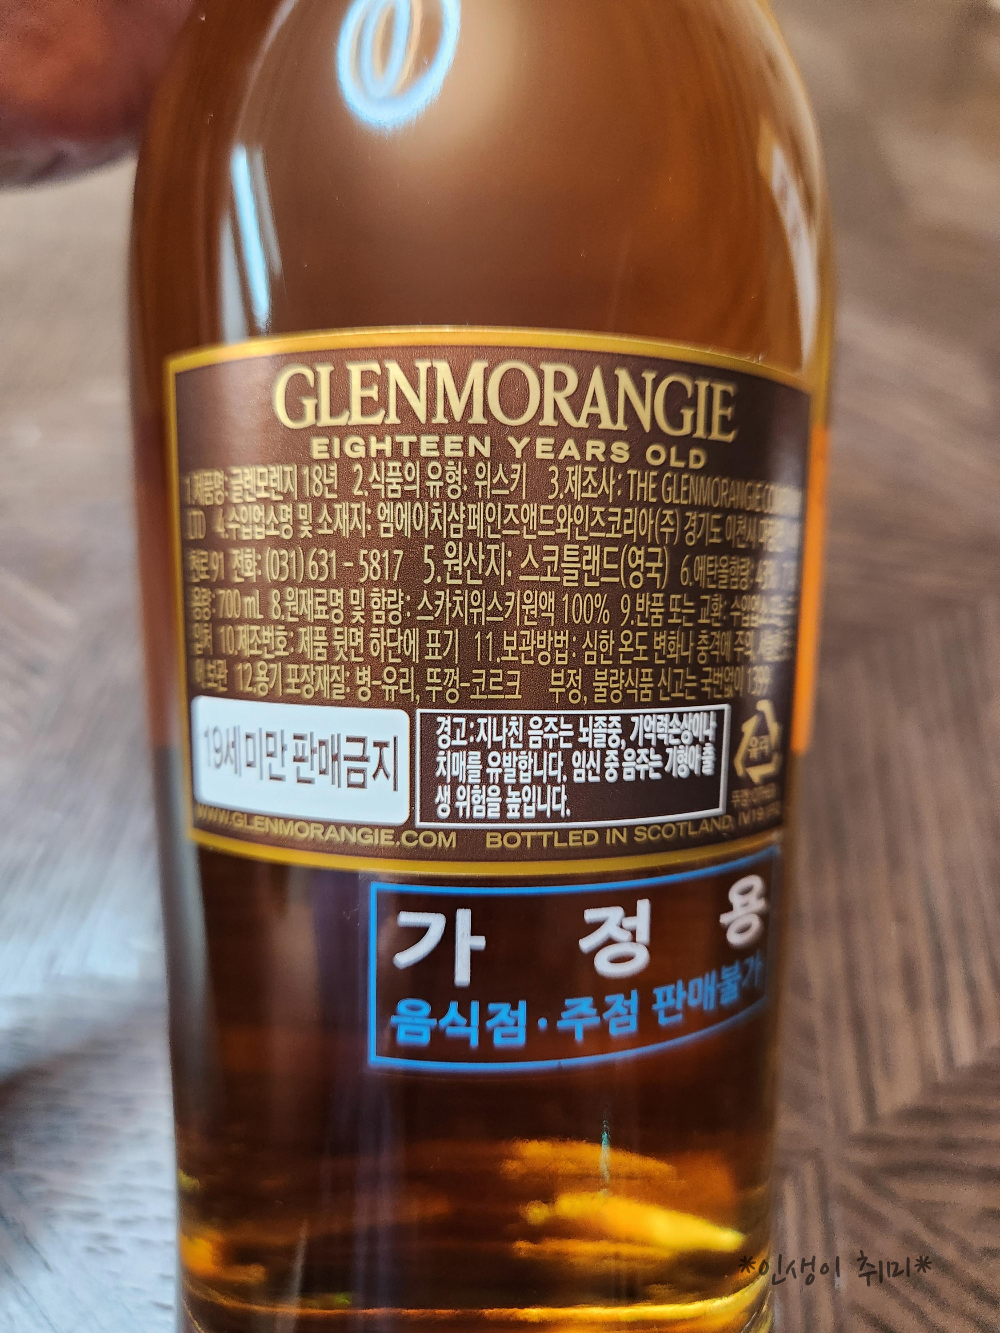 GLENMORANGIE
EIGHTEEN YEARS OLD
1.제품명: 글렌모렌지 18년 2.식품의 유형: 위스키 3.제조사: THE GLENMORANGIE
LTD 4.수입업소명 및 소재지: 엠에이치샴페인즈앤드와인즈코리아(주) 경기도 이천시
91 전화: (031) 631 - 5817 5.원산지: 스코틀랜드(영국) 6.에탄올함량: 43%
용량: 700 mL 8.원재료명 및 함량: 스카치위스키원액 100% 9.반품 또는 교환:
10.제조번호: 제품 뒷면 하단에 표기 11.보관방법: 심한 온도 변화나 충격에 주의,
보관 12.용기 포장재질: 병-유리, 뚜껑-코르크 부정, 불량식품 신고는 국번없이 1399
19세 미만 판매금지
경고: 지나친 음주는 뇌졸중, 기억력손상이나
치매를 유발합니다. 임신 중 음주는 기형아 출
생 위험을 높입니다.
유리
WWW.GLENMORANGIE.COM BOTTLED IN SCOTLAND,
가 정 용
음식점·주점 판매불가
*인생이 취미*